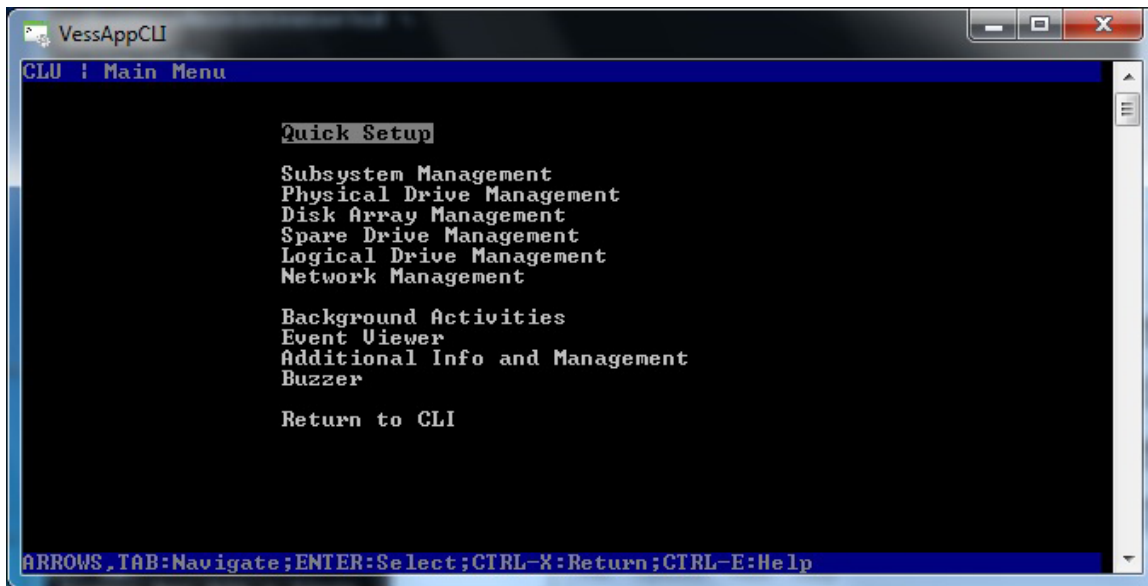 VessAppCLI
CLU ¦ Main Menu
Quick Setup
Subsystem Management
Physical Drive Management
Disk Array Management
Spare Drive Management
Logical Drive Management
Network Management
Background Activities
Event Viewer
Additional Info and Management
Buzzer
Return to CLI
ARROWS,TAB:Navigate;ENTER:Select;CTRL-X:Return;CTRL-E:Help